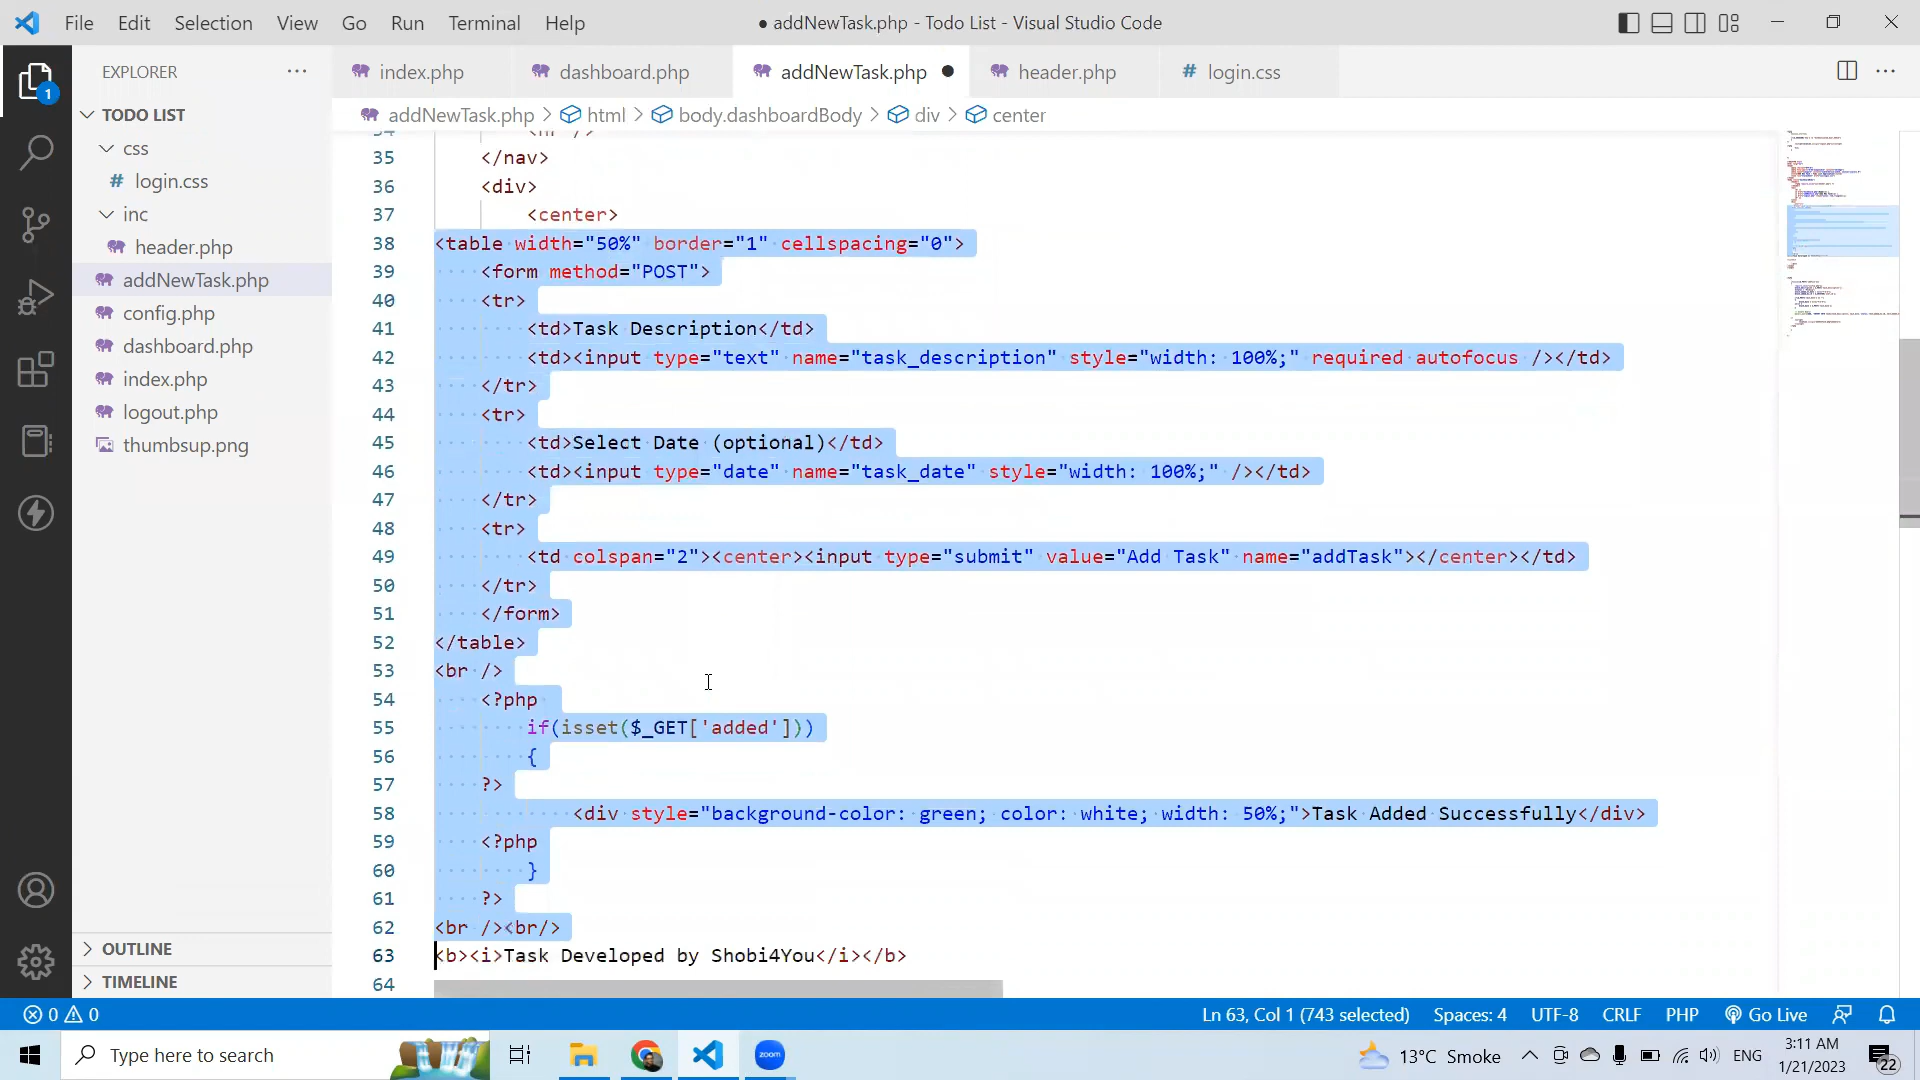 File Edit Selection View Go Run Terminal Help
● addNewTask.php - Todo List - Visual Studio Code
EXPLORER
index.php
dashboard.php
addNewTask.php ●
header.php
# login.css
1
TODO LIST
css
# login.css
inc
header.php
addNewTask.php
config.php
dashboard.php
index.php
logout.php
thumbsup.png
OUTLINE
TIMELINE
addNewTask.php > html > body.dashboardBody > div > center
35 </nav>
36 <div>
37 <center>
38 <table width="50%" border="1" cellspacing="0">
39 <form method="POST">
40 <tr>
41 <td>Task Description</td>
42 <td><input type="text" name="task_description" style="width: 100%;" required autofocus /></td>
43 </tr>
44 <tr>
45 <td>Select Date (optional)</td>
46 <td><input type="date" name="task_date" style="width: 100%;" /></td>
47 </tr>
48 <tr>
49 <td colspan="2"><center><input type="submit" value="Add Task" name="addTask"></center></td>
50 </tr>
51 </form>
52 </table>
53 <br />
54 <?php
55 if(isset($_GET['added']))
56 {
57 ?>
58 <div style="background-color: green; color: white; width: 50%;">Task Added Successfully</div>
59 <?php
60 }
61 ?>
62 <br /><br/>
63 <b><i>Task Developed by Shobi4You</i></b>
64
0 0
Ln 63, Col 1 (743 selected) Spaces: 4 UTF-8 CRLF PHP Go Live
Type here to search
zoom
13°C Smoke
ENG
3:11 AM
1/21/2023
22